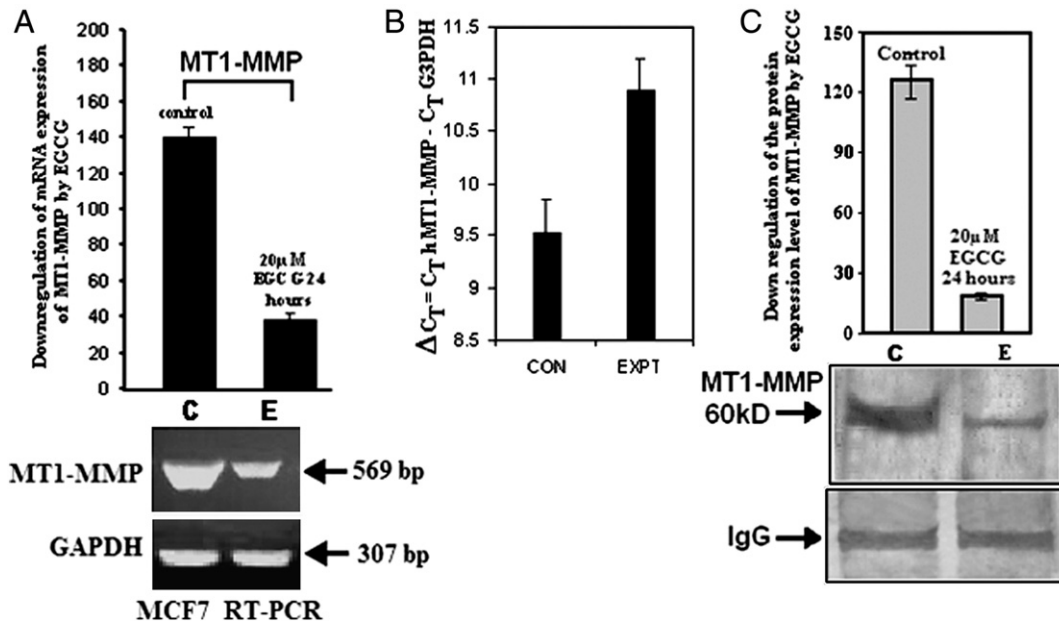 A
Downregulation of mRNA expression
of MT1-MMP by EGCG
140
180
160
140
120
100
80
60
40
20
0
MT1-MMP
control
20µM
EGC G 24
hours
C E
MT1-MMP
569 bp
GAPDH
307 bp
MCF7 RT-PCR
B
Δ CT = CT hMT1-MMP - CT G3PDH
11.5
11
10.5
10
9.5
9
8.5
CON EXPT
C
Down regulation of the protein
expression level of MT1-MMP by EGCG
150
120
90
60
30
0
Control
20µM
EGCG
24 hours
C E
MT1-MMP
60kD
IgG